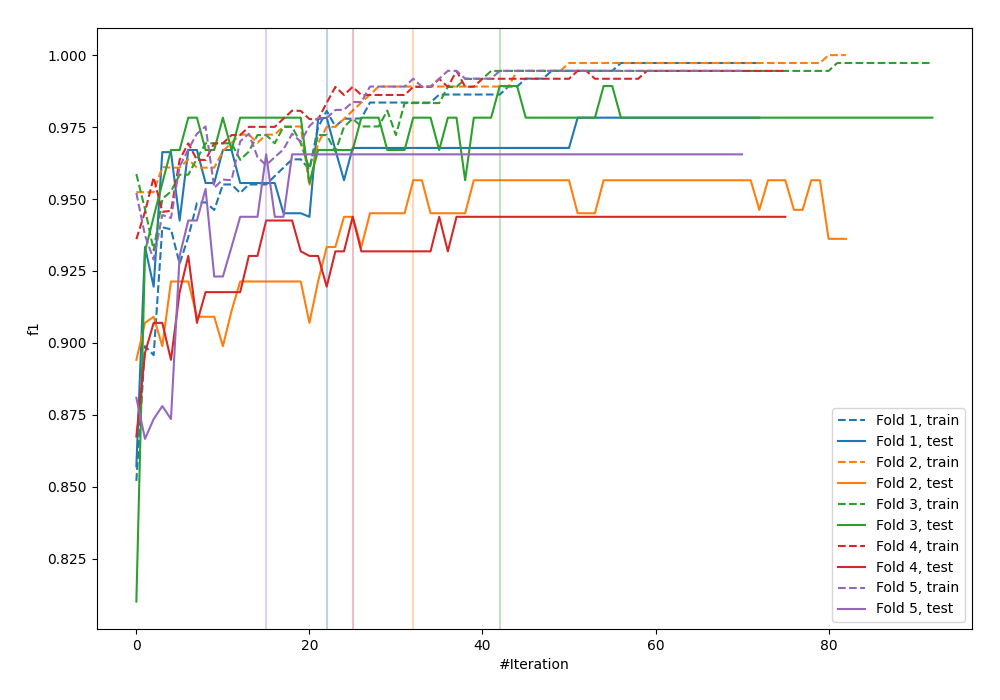 1.000
0.975
0.950
0.925
0.900
0.875
0.850
0.825
f1
0
20
40
60
80
#Iteration
Fold 1, train
Fold 1, test
Fold 2, train
Fold 2, test
Fold 3, train
Fold 3, test
Fold 4, train
Fold 4, test
Fold 5, train
Fold 5, test